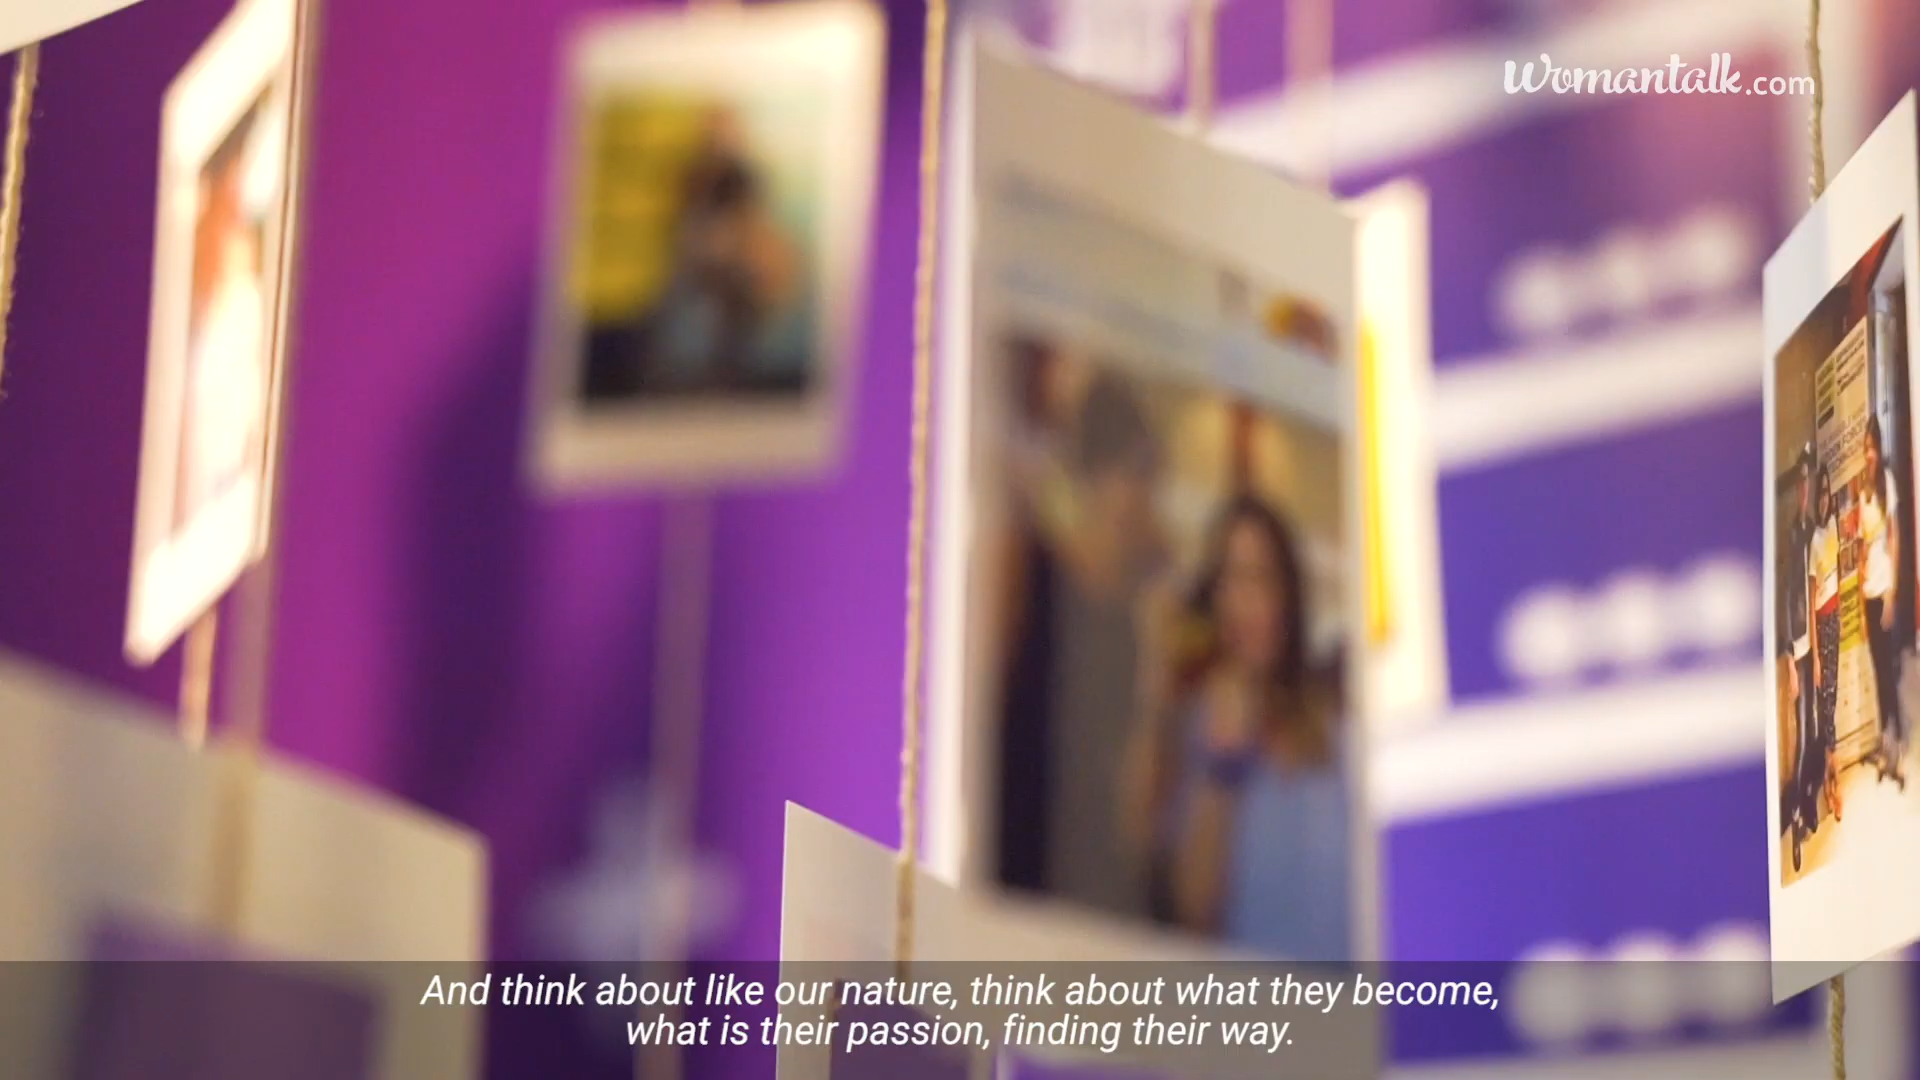 Womantalk.com
And think about like our nature, think about what they become,
what is their passion, finding their way.